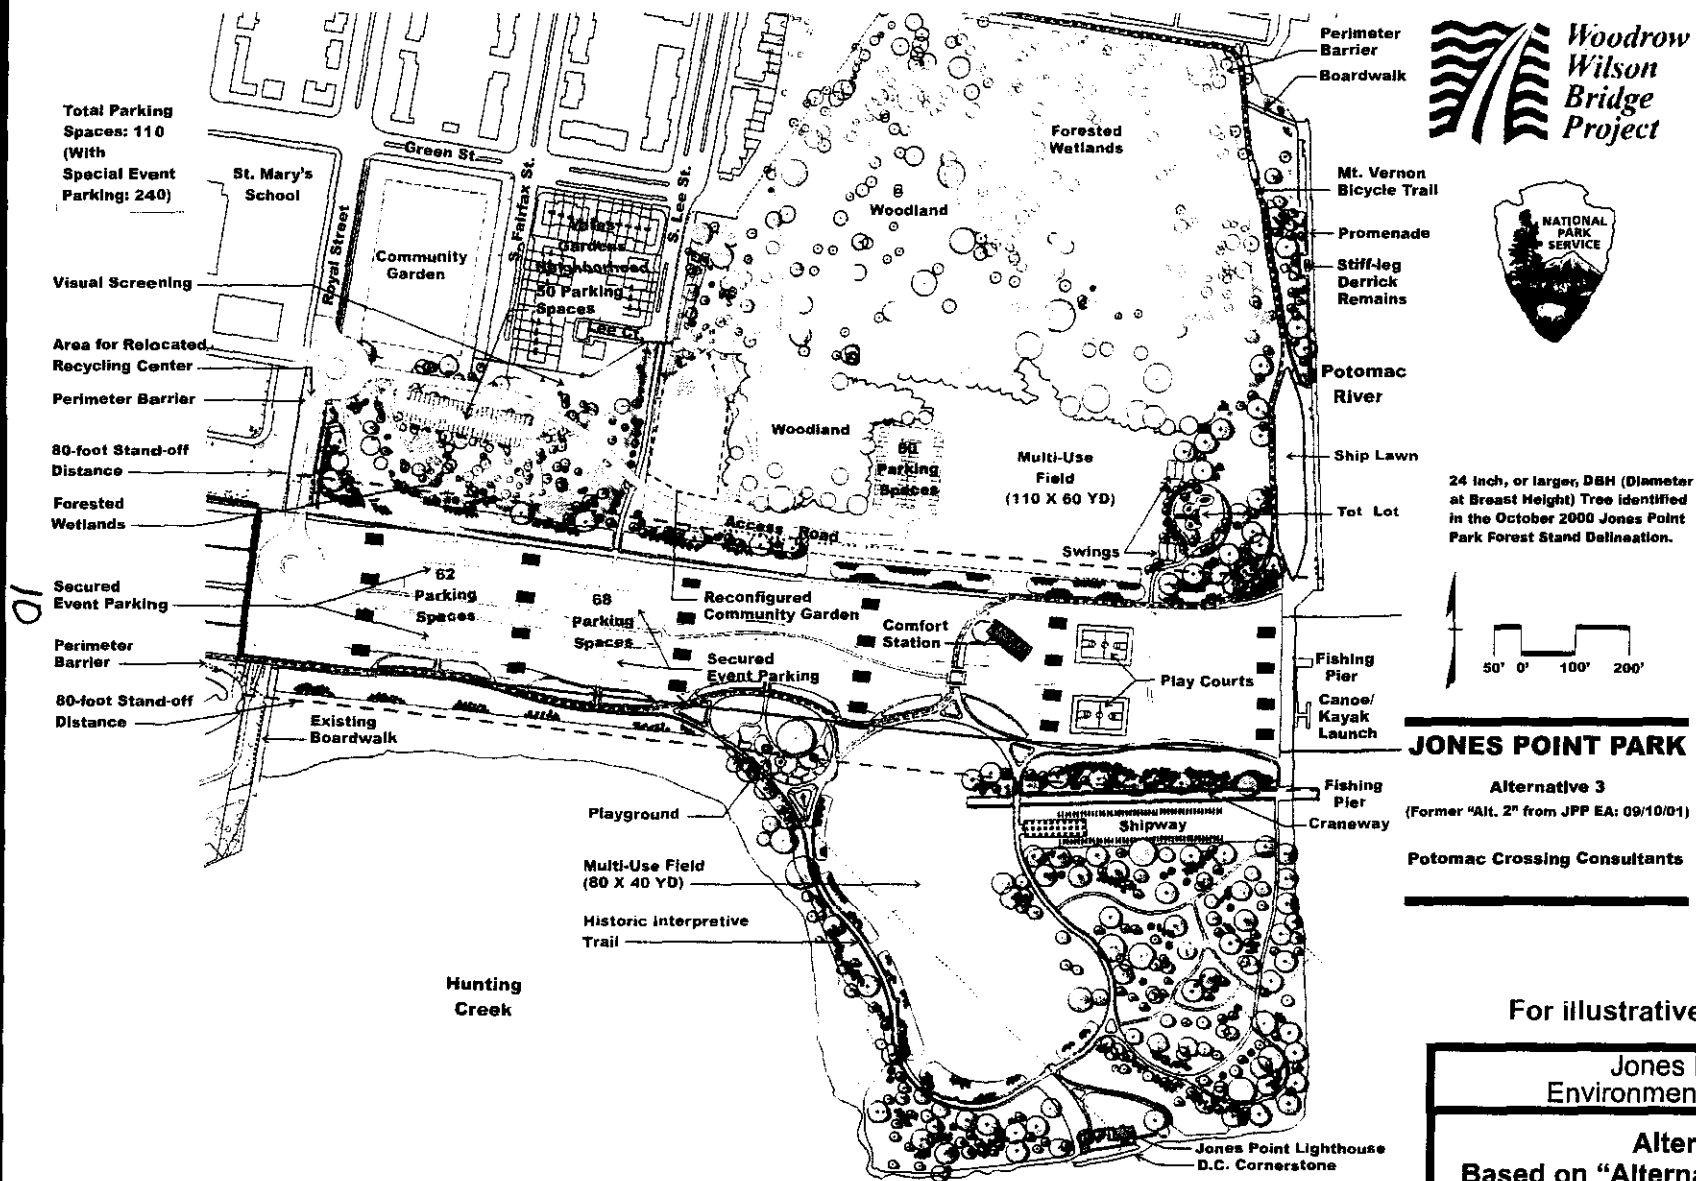 Total Parking
Spaces: 110
(With
Special Event
Parking: 240)
St. Mary's
School
Green St.
Royal Street
S. Fairfax St.
S. Lee St.
Community
Garden
Yates
Gardens
Neighborhood
50 Parking
Spaces
Lee Ct.
Visual Screening
Area for Relocated
Recycling Center
Perimeter Barrier
80-foot Stand-off
Distance
Forested
Wetlands
Secured
Event Parking
Perimeter
Barrier
80-foot Stand-off
Distance
Existing
Boardwalk
62
Parking
Spaces
68
Parking
Spaces
Reconfigured
Community Garden
Secured
Event Parking
Access Road
Woodland
Woodland
Forested
Wetlands
Parking
Spaces
Multi-Use
Field
(110 X 60 YD)
Swings
Comfort
Station
Play Courts
Playground
Multi-Use Field
(80 X 40 YD)
Historic Interpretive
Trail
Hunting
Creek
Shipway
Jones Point Lighthouse
D.C. Cornerstone
Perimeter
Barrier
Boardwalk
Mt. Vernon
Bicycle Trail
Promenade
Stiff-leg
Derrick
Remains
Potomac
River
Ship Lawn
Tot Lot
Fishing
Pier
Canoe/
Kayak
Launch
Fishing
Pier
Craneway
Woodrow
Wilson
Bridge
Project
NATIONAL
PARK
SERVICE
24 Inch, or larger, DBH (Diameter
at Breast Height) Tree identified
in the October 2000 Jones Point
Park Forest Stand Delineation.
50' 0' 100' 200'
JONES POINT PARK
Alternative 3
(Former "Alt. 2" from JPP EA: 09/10/01)
Potomac Crossing Consultants
For illustrative
Jones
Environmen
Alter
Based on "Alterna
10